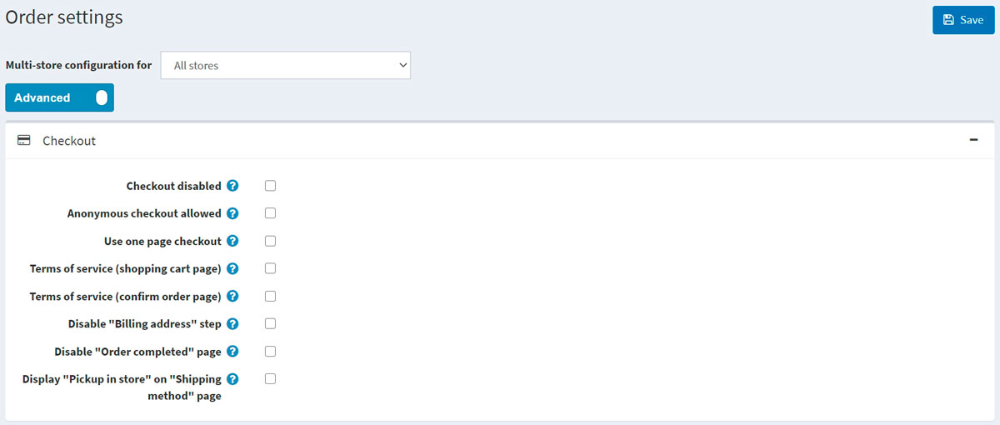 Order settings
Save
Multi-store configuration for All stores
Advanced
Checkout
Checkout disabled ?
Anonymous checkout allowed ?
Use one page checkout ?
Terms of service (shopping cart page) ?
Terms of service (confirm order page) ?
Disable "Billing address" step ?
Disable "Order completed" page ?
Display "Pickup in store" on "Shipping ?
method" page